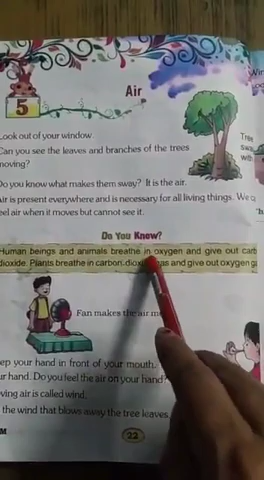 Air
5
Look out of your window.
Can you see the leaves and branches of the trees
moving?
Tree
with
Do you know what makes them sway? It is the air.
Air is present everywhere and is necessary for all living things. We
feel air when it moves but cannot see it.
Do You Know?
Human beings and animals breathe in oxygen and give out
dioxide. Plants breathe in carbon and give out oxygen
Fan makes the air
your hand in front of your mouth.
hand. Do you feel the air on your hand?
air is called wind.
the wind that blows away the tree leaves.
22